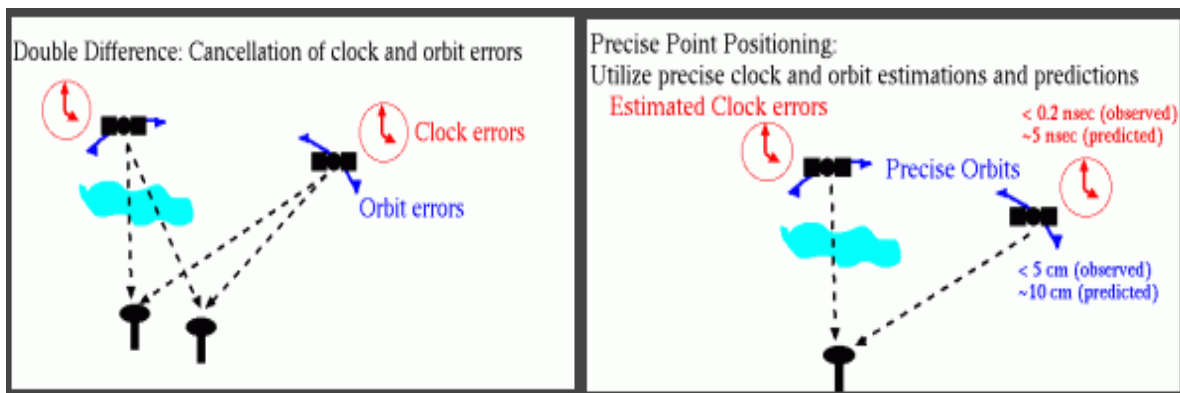 Double Difference: Cancellation of clock and orbit errors
Clock errors
Orbit errors
Precise Point Positioning:
Utilize precise clock and orbit estimations and predictions
Estimated Clock errors
< 0.2 nsec (observed)
~5 nsec (predicted)
Precise Orbits
< 5 cm (observed)
~10 cm (predicted)